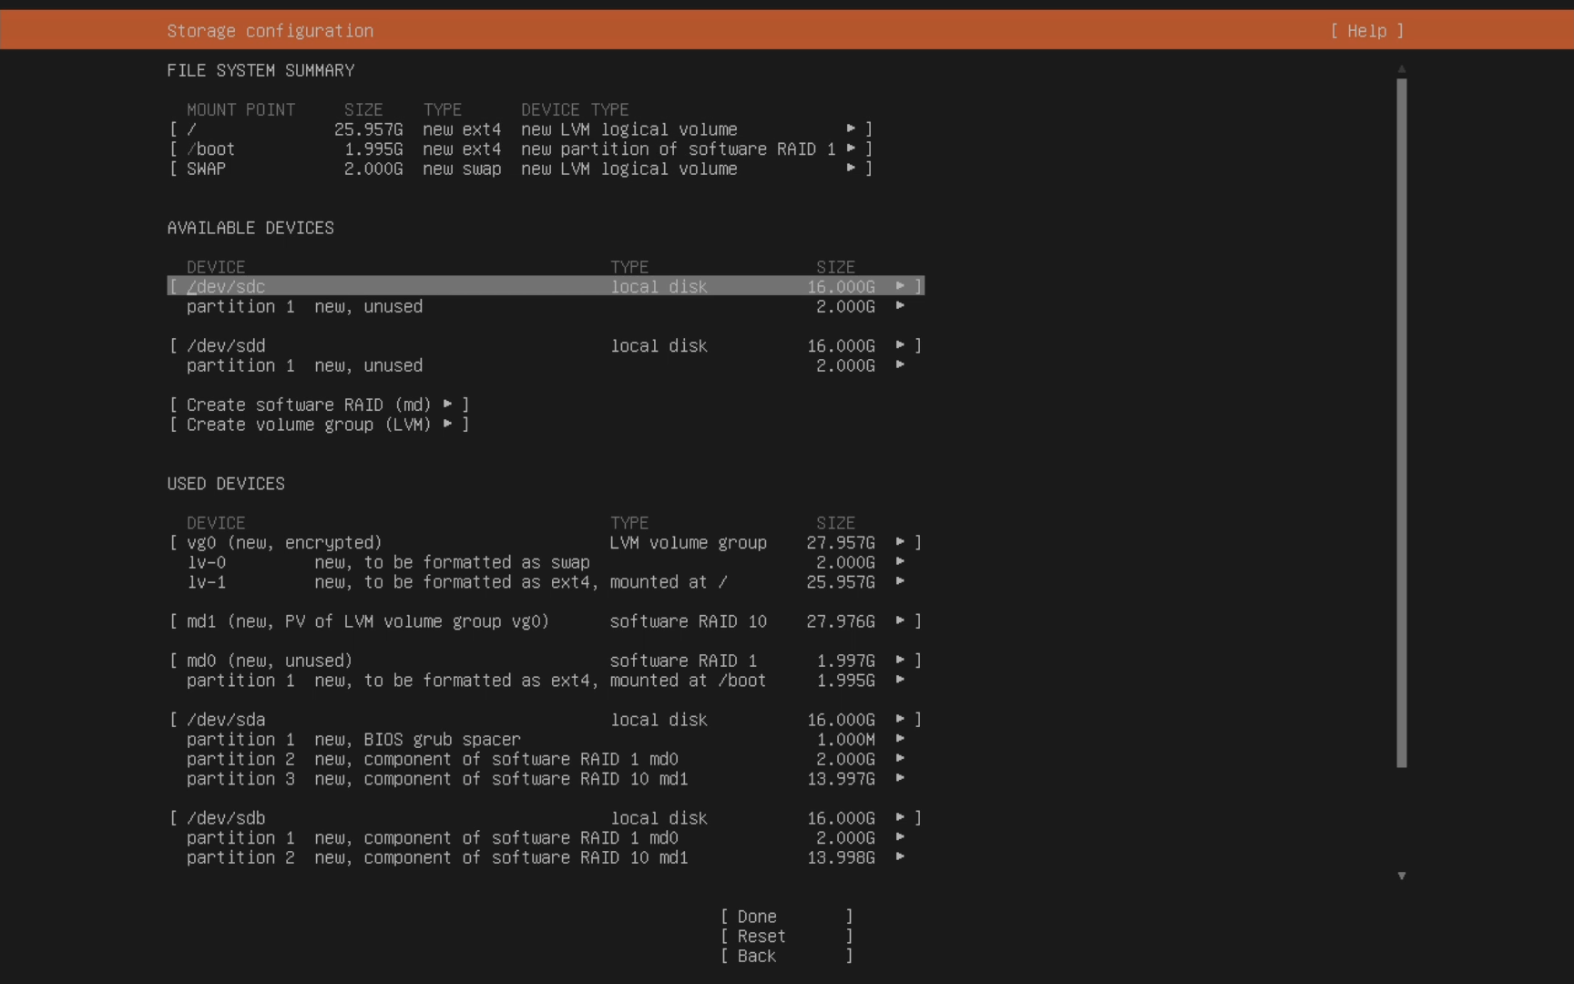 Storage configuration [ Help ]
FILE SYSTEM SUMMARY
MOUNT POINT SIZE TYPE DEVICE TYPE
[ / 25.957G new ext4 new LVM logical volume ▸ ]
[ /boot 1.995G new ext4 new partition of software RAID 1 ▸ ]
[ SWAP 2.000G new swap new LVM logical volume ▸ ]
AVAILABLE DEVICES
DEVICE TYPE SIZE
[ /dev/sdc local disk 16.000G ▸ ]
partition 1 new, unused 2.000G ▸
[ /dev/sdd local disk 16.000G ▸ ]
partition 1 new, unused 2.000G ▸
[ Create software RAID (md) ▸ ]
[ Create volume group (LVM) ▸ ]
USED DEVICES
DEVICE TYPE SIZE
[ vg0 (new, encrypted) LVM volume group 27.957G ▸ ]
lv-0 new, to be formatted as swap 2.000G ▸
lv-1 new, to be formatted as ext4, mounted at / 25.957G ▸
[ md1 (new, PV of LVM volume group vg0) software RAID 10 27.976G ▸ ]
[ md0 (new, unused) software RAID 1 1.997G ▸ ]
partition 1 new, to be formatted as ext4, mounted at /boot 1.995G ▸
[ /dev/sda local disk 16.000G ▸ ]
partition 1 new, BIOS grub spacer 1.000M ▸
partition 2 new, component of software RAID 1 md0 2.000G ▸
partition 3 new, component of software RAID 10 md1 13.997G ▸
[ /dev/sdb local disk 16.000G ▸ ]
partition 1 new, component of software RAID 1 md0 2.000G ▸
partition 2 new, component of software RAID 10 md1 13.998G ▸
[ Done ]
[ Reset ]
[ Back ]